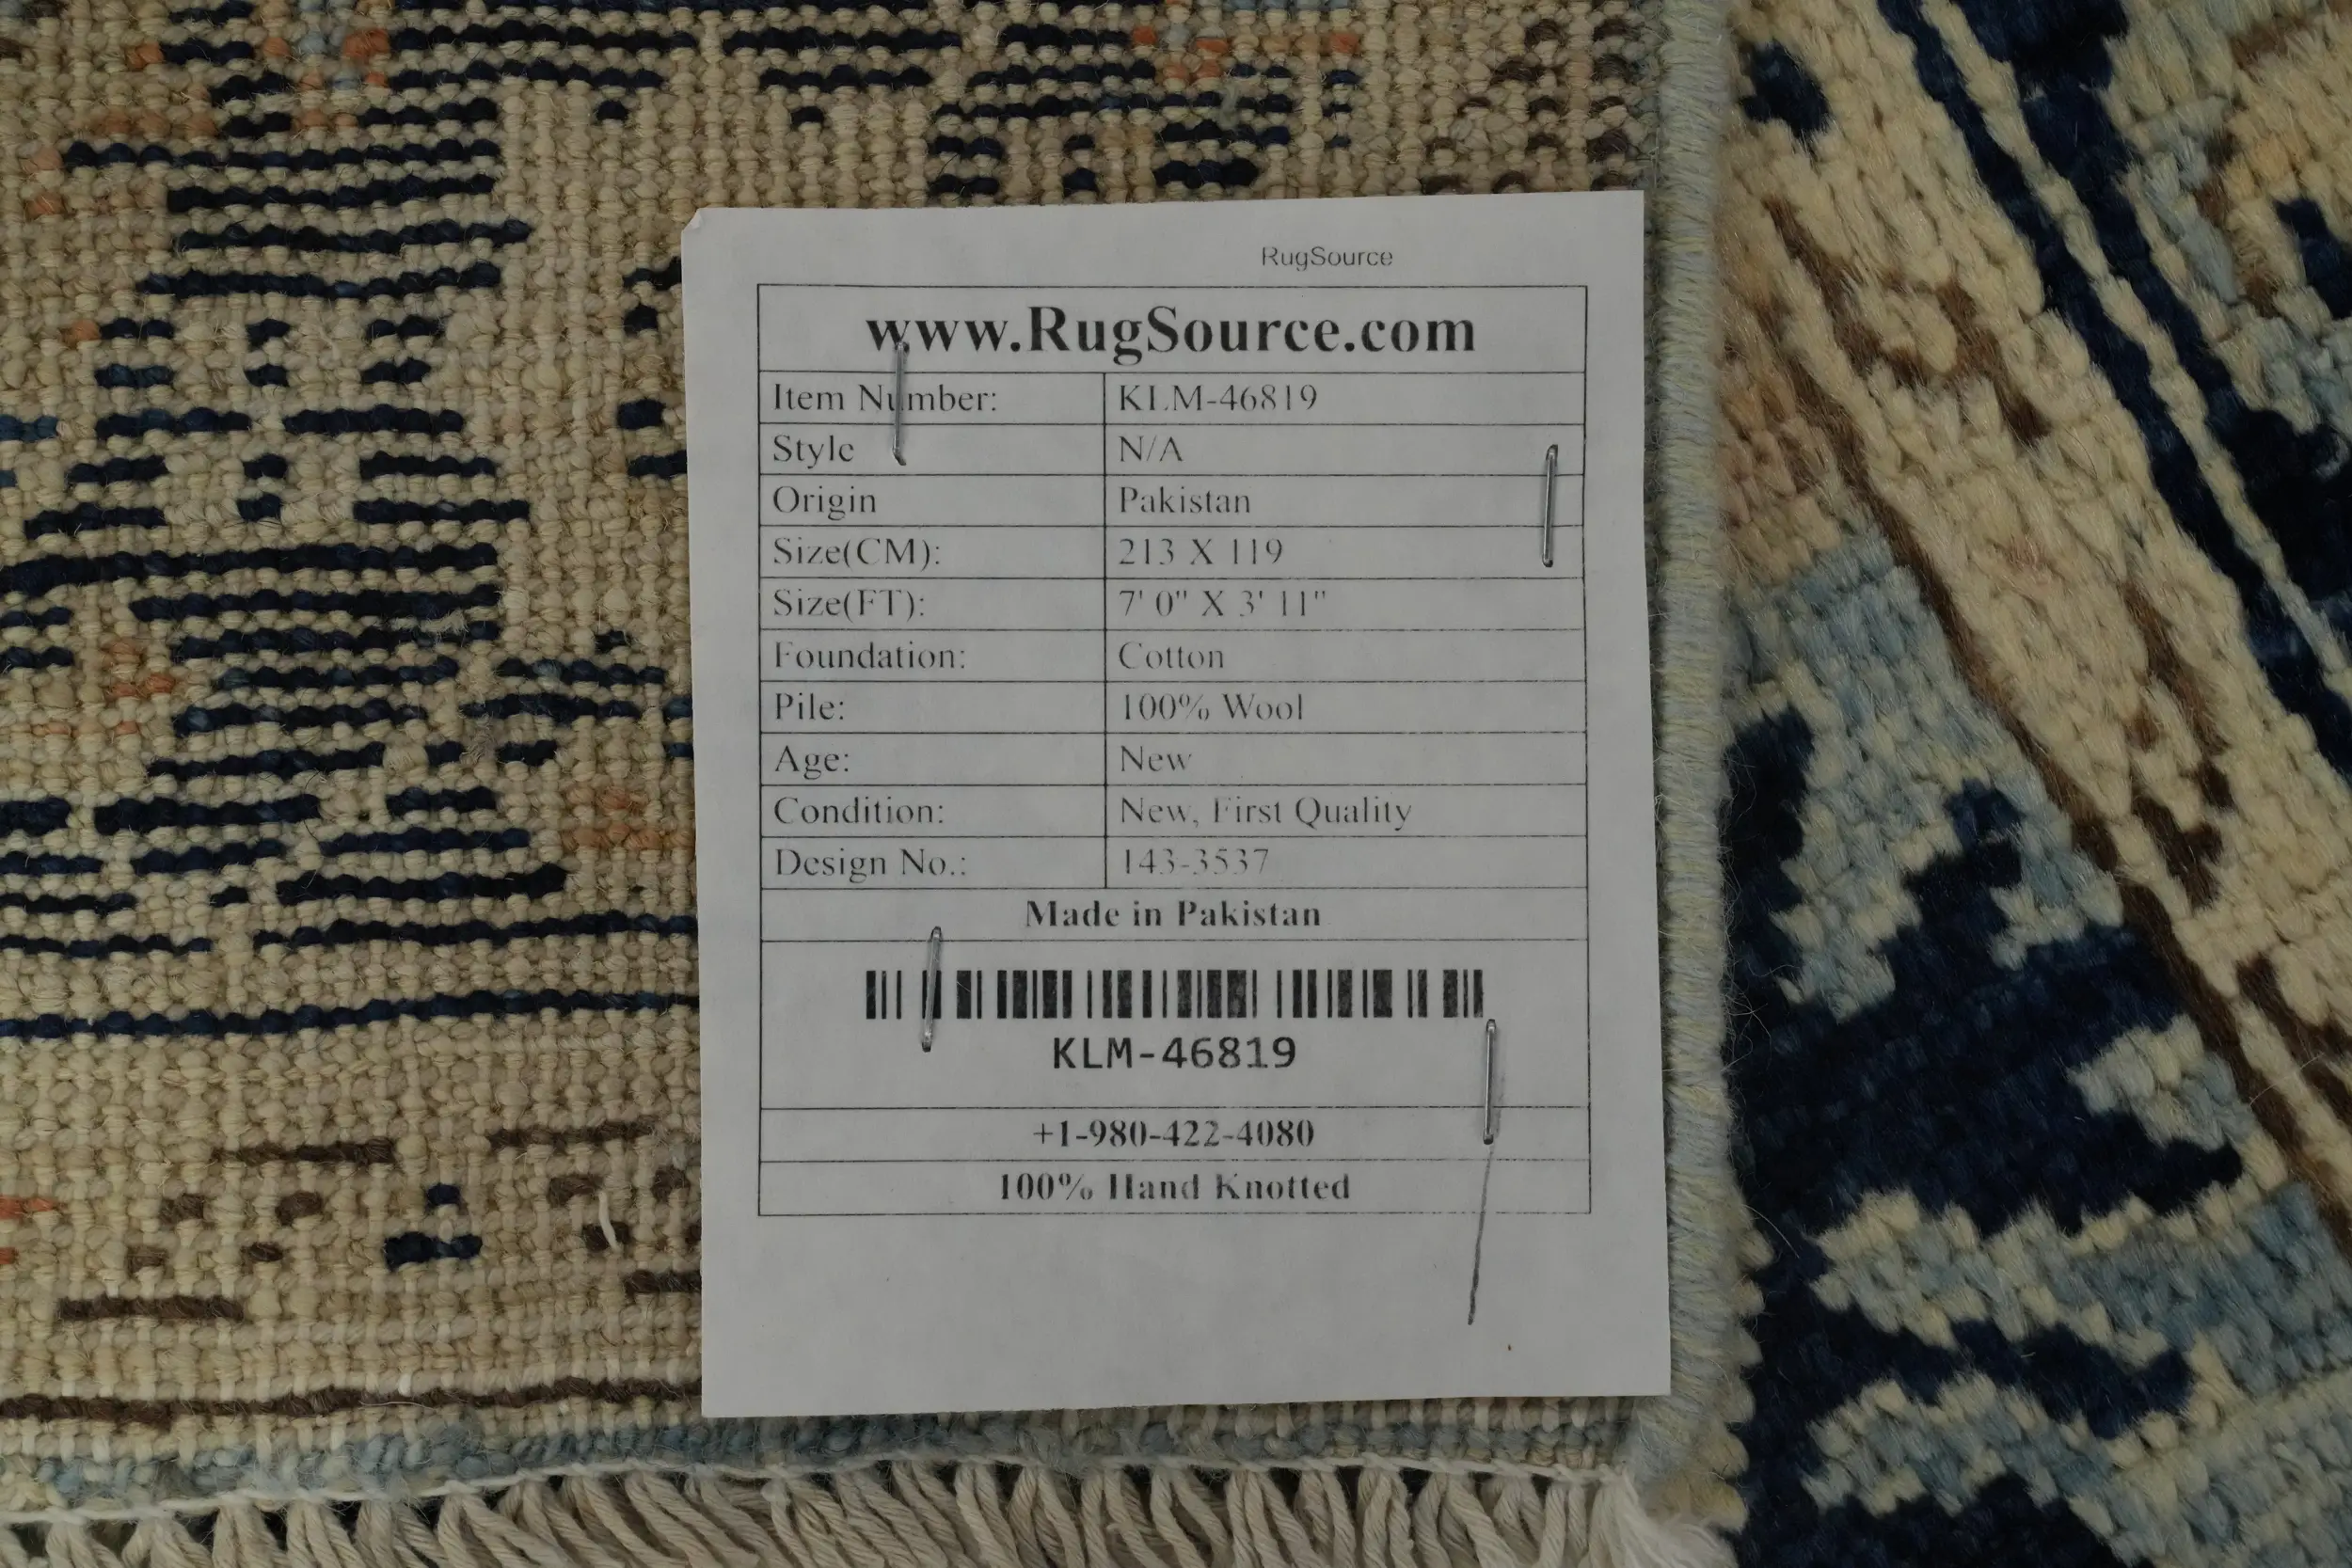 RugSource
www.RugSource.com
Item Number: KLM-46819
Style N/A
Origin Pakistan
Size(CM): 213 X 119
Size(FT): 7' 0" X 3' 11"
Foundation: Cotton
Pile: 100% Wool
Age: New
Condition: New, First Quality
Design No.: 143-3537
Made in Pakistan
KLM-46819
+1-980-422-4080
100% Hand Knotted